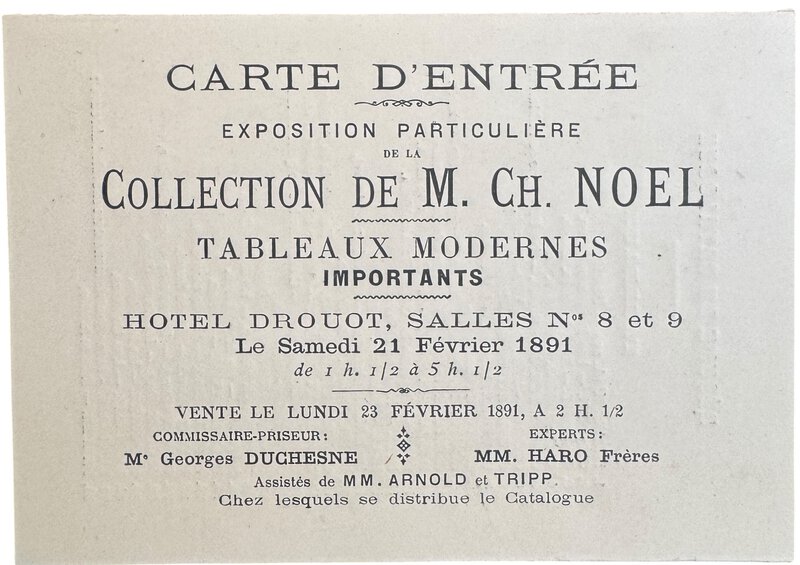 CARTE D'ENTRÉE
EXPOSITION PARTICULIÈRE
DE LA
COLLECTION DE M. CH. NOEL
TABLEAUX MODERNES
IMPORTANTS
HOTEL DROUOT, SALLES Nos 8 et 9
Le Samedi 21 Février 1891
de 1 h. 1/2 à 5 h. 1/2
VENTE LE LUNDI 23 FÉVRIER 1891, A 2 H. 1/2
COMMISSAIRE-PRISEUR:
Me Georges DUCHESNE
EXPERTS:
MM. HARO Frères
Assistés de MM. ARNOLD et TRIPP.
Chez lesquels se distribue le Catalogue